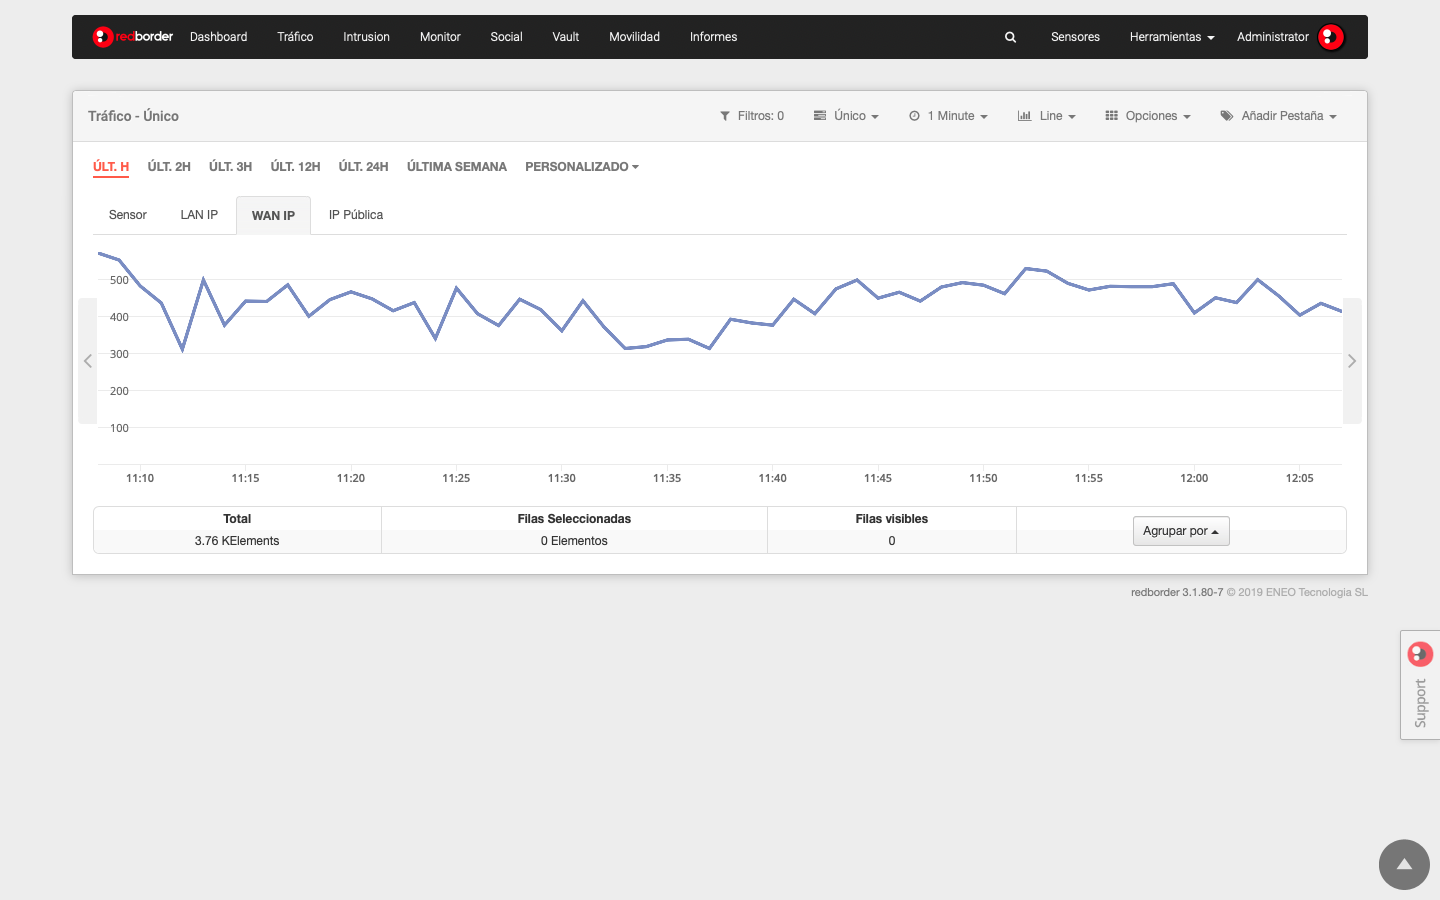 redborder Dashboard Tráfico Intrusion Monitor Social Vault Movilidad Informes Sensores Herramientas Administrator
Tráfico - Único Filtros: 0 Único 1 Minute Line Opciones Añadir Pestaña
ÚLT. H ÚLT. 2H ÚLT. 3H ÚLT. 12H ÚLT. 24H ÚLTIMA SEMANA PERSONALIZADO
Sensor LAN IP WAN IP IP Pública
500
400
300
200
100
11:10 11:15 11:20 11:25 11:30 11:35 11:40 11:45 11:50 11:55 12:00 12:05
Total Filas Seleccionadas Filas visibles
3.76 KElements 0 Elementos 0
Agrupar por
redborder 3.1.80-7 © 2019 ENEO Tecnología SL
Support